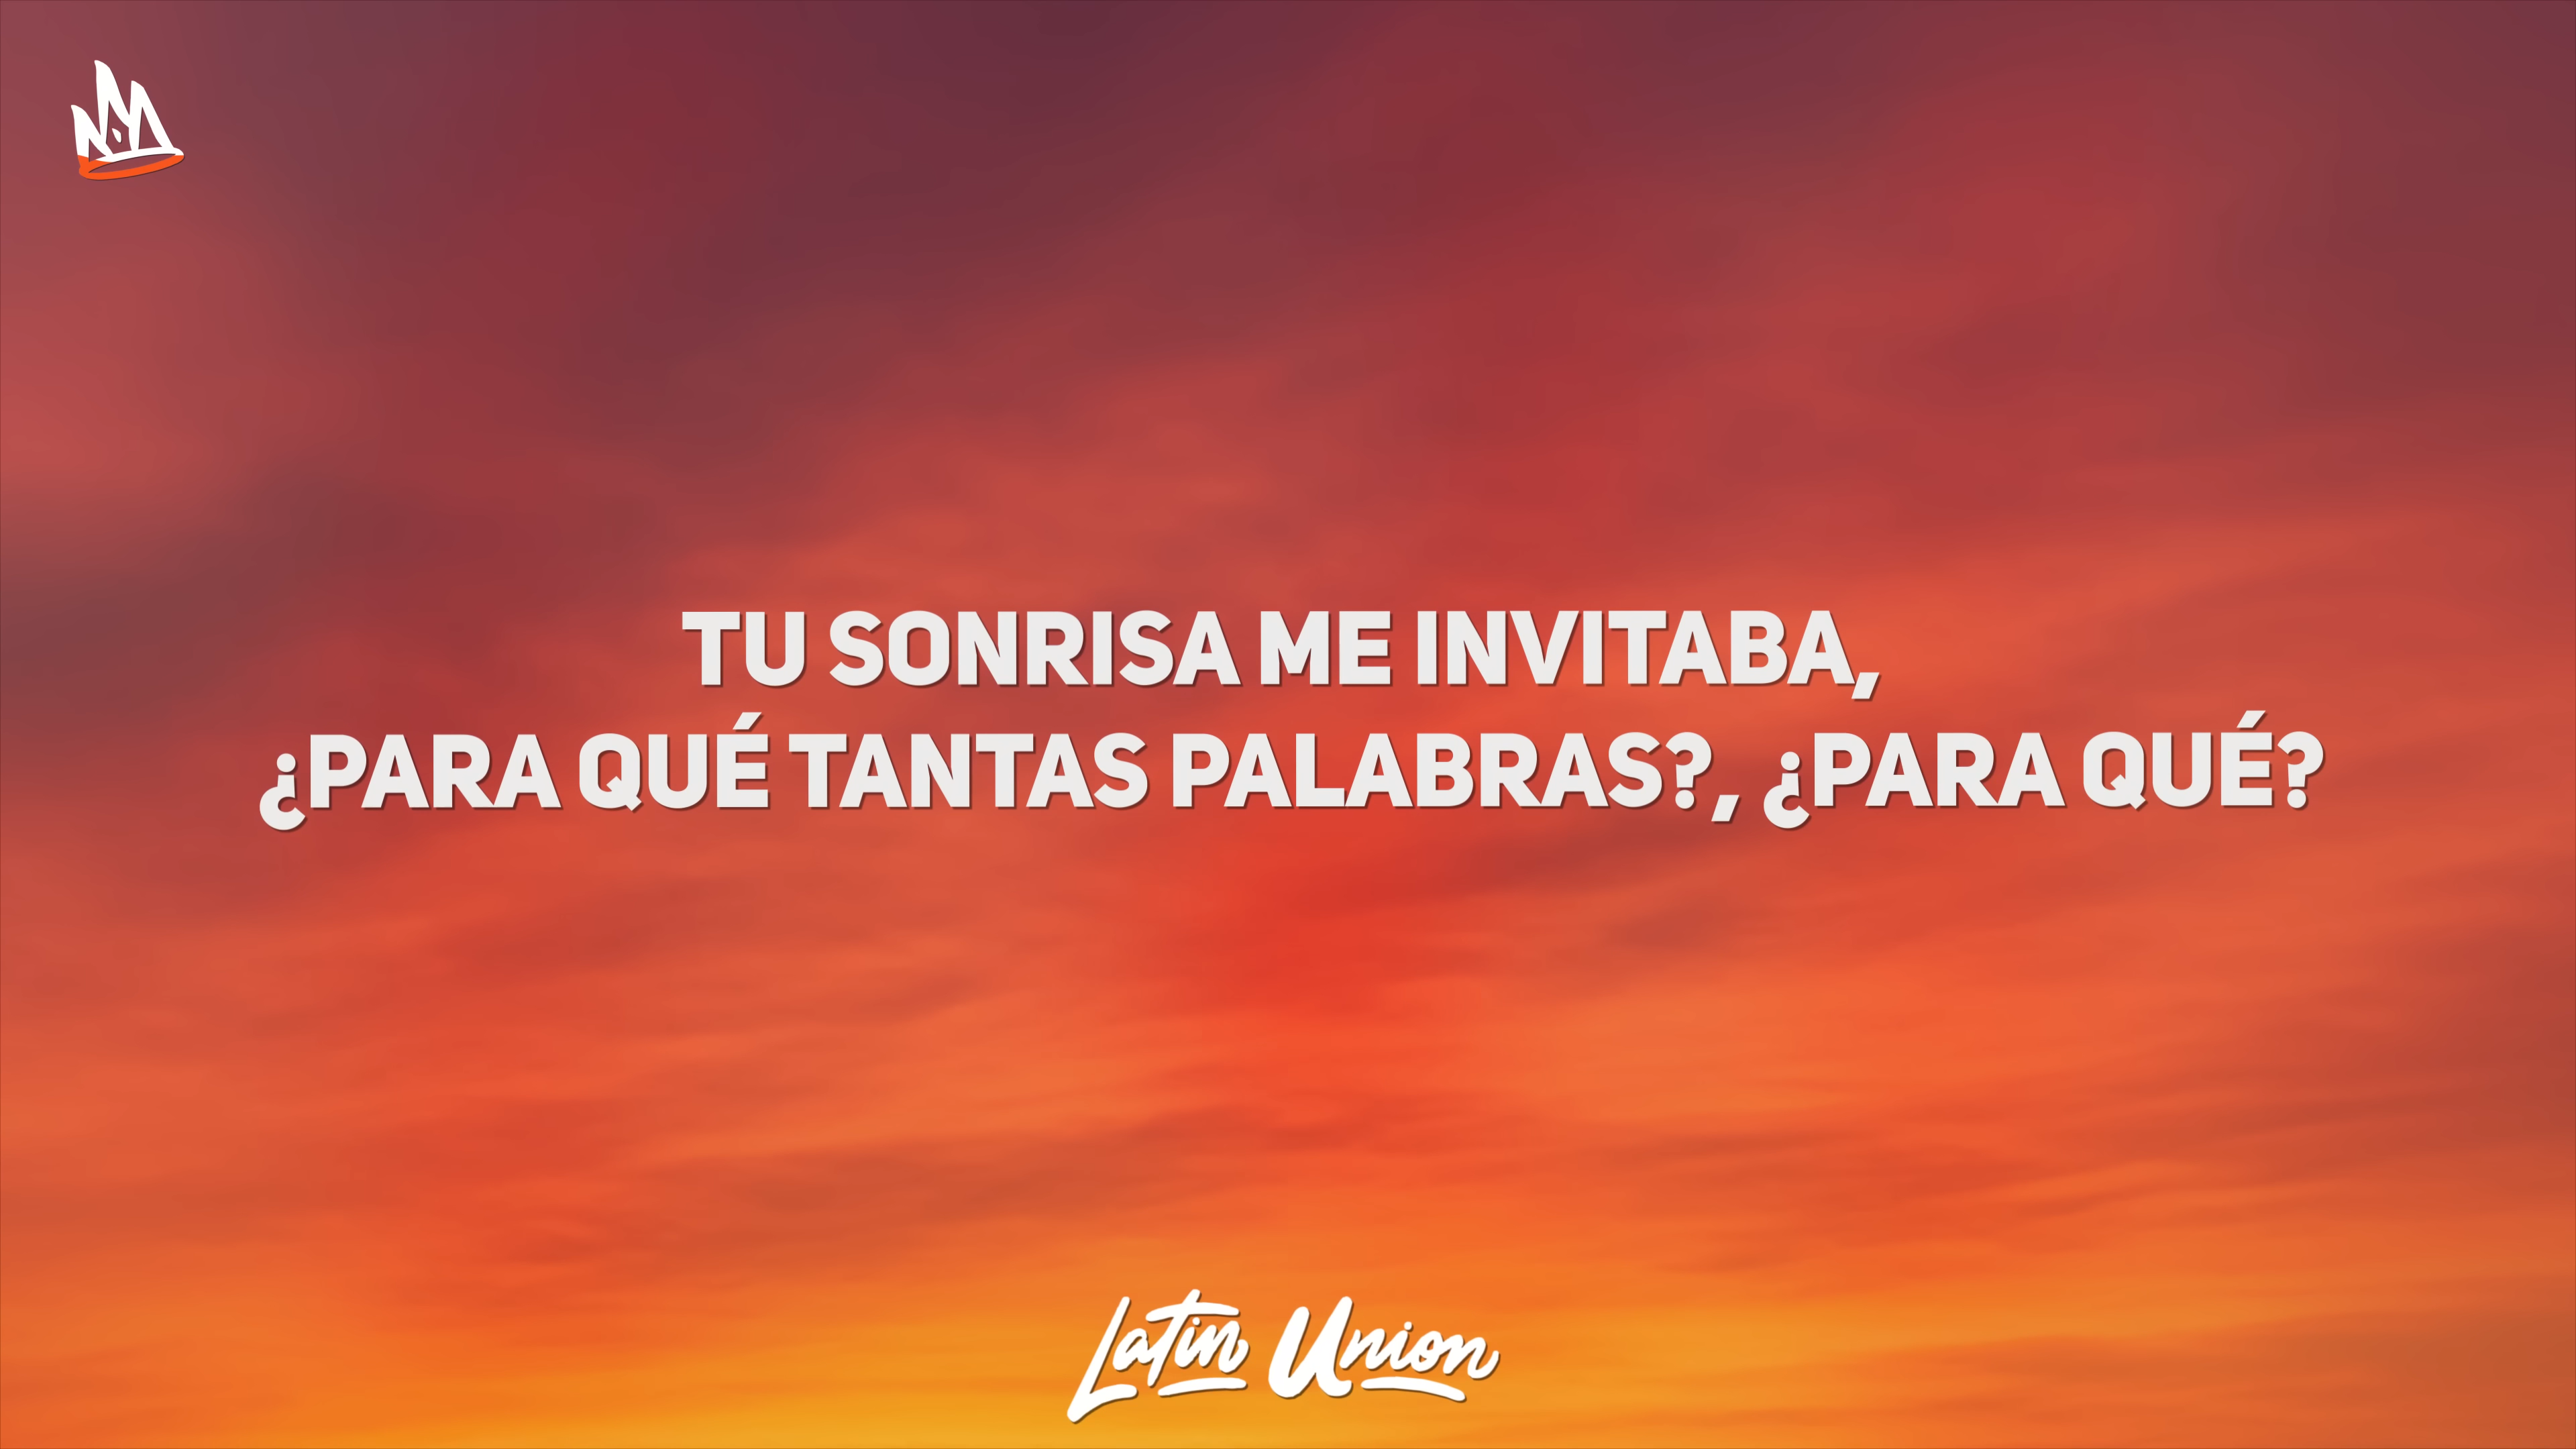 TU SONRISA ME INVITABA,
¿PARA QUÉ TANTAS PALABRAS?, ¿PARA QUÉ?
Latin Union